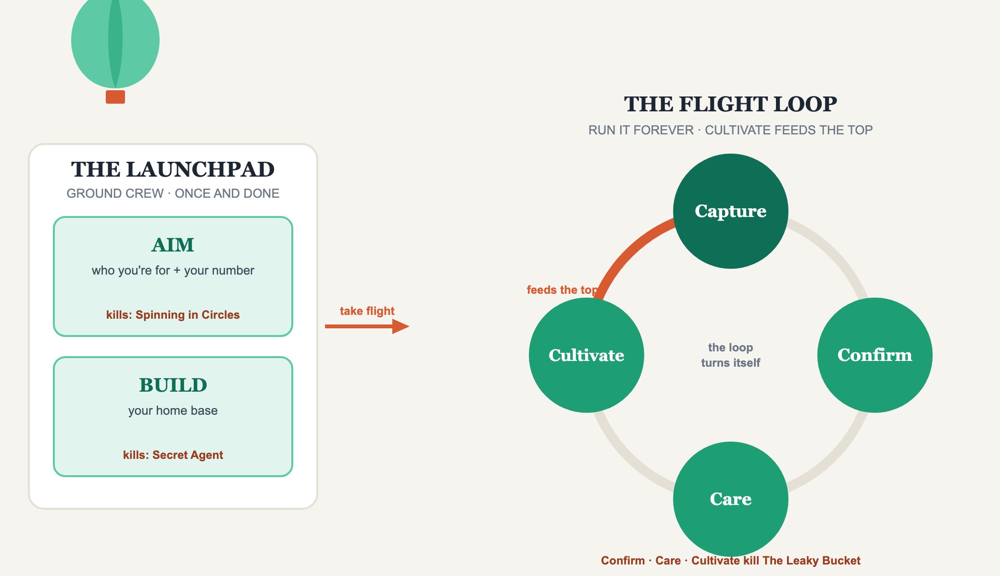 THE LAUNCHPAD
GROUND CREW · ONCE AND DONE
AIM
who you're for + your number
kills: Spinning in Circles
BUILD
your home base
kills: Secret Agent
take flight
THE FLIGHT LOOP
RUN IT FOREVER · CULTIVATE FEEDS THE TOP
Capture
feeds the top
Cultivate
the loop
turns itself
Confirm
Care
Confirm · Care · Cultivate kill The Leaky Bucket